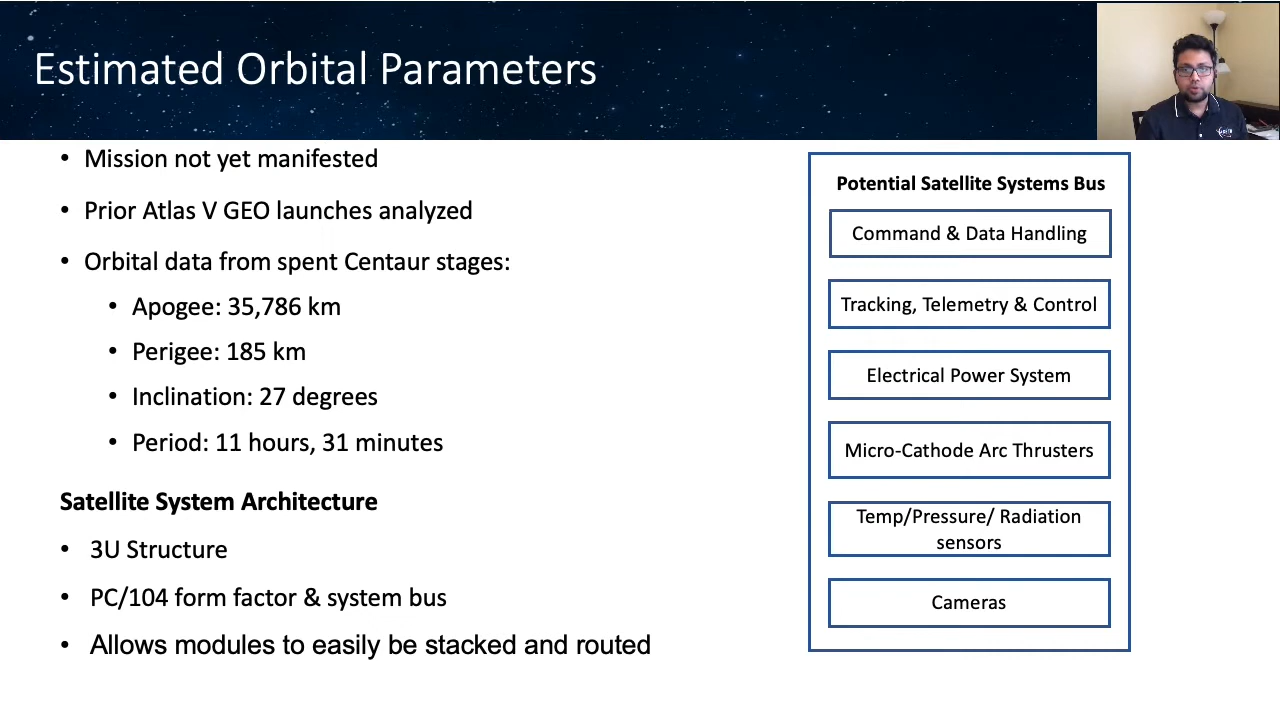 Estimated Orbital Parameters
• Mission not yet manifested
• Prior Atlas V GEO launches analyzed
• Orbital data from spent Centaur stages:
• Apogee: 35,786 km
• Perigee: 185 km
• Inclination: 27 degrees
• Period: 11 hours, 31 minutes
Satellite System Architecture
• 3U Structure
• PC/104 form factor & system bus
• Allows modules to easily be stacked and routed
Potential Satellite Systems Bus
Command & Data Handling
Tracking, Telemetry & Control
Electrical Power System
Micro-Cathode Arc Thrusters
Temp/Pressure/ Radiation
sensors
Cameras